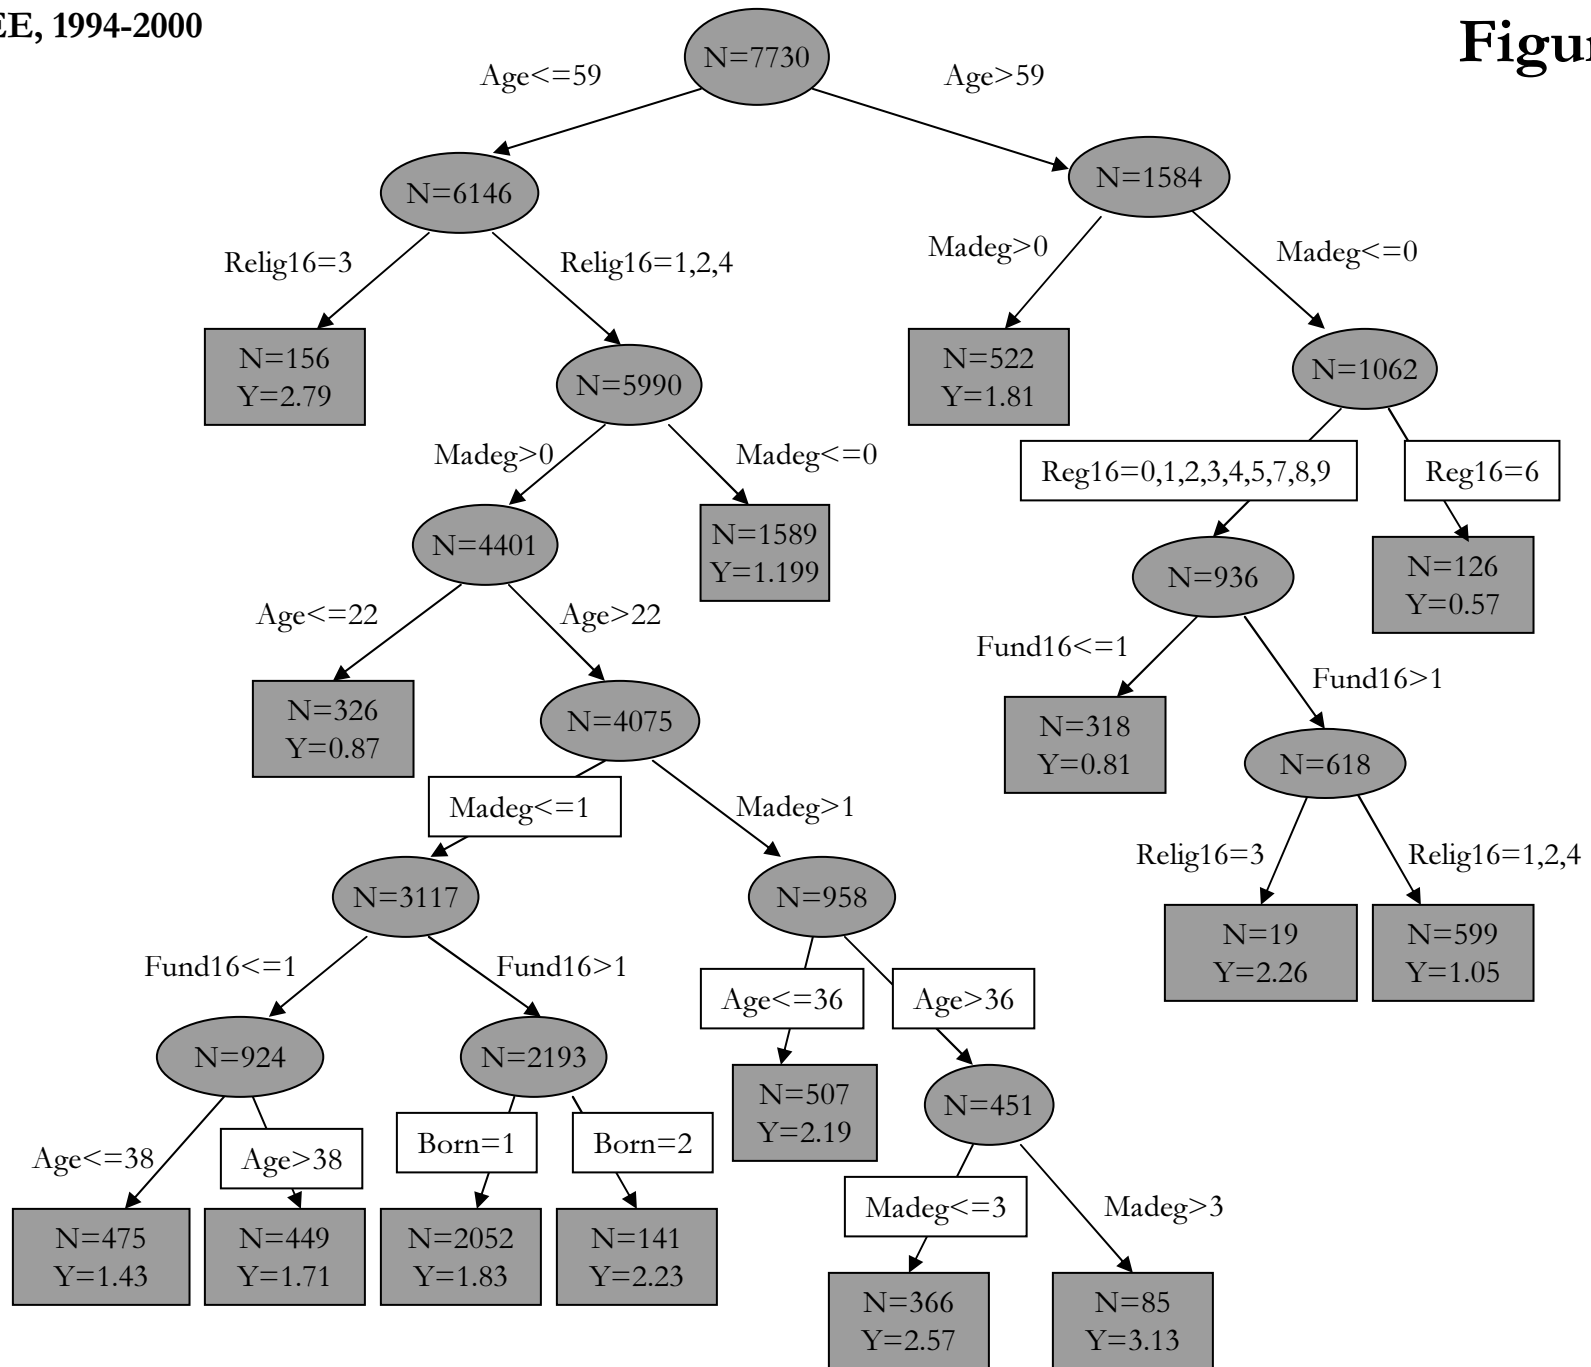 EE, 1994-2000
Figur
N=7730
Age<=59
Age>59
N=6146
N=1584
Relig16=3
Relig16=1,2,4
Madeg>0
Madeg<=0
N=156
Y=2.79
N=5990
N=522
Y=1.81
N=1062
Madeg>0
Madeg<=0
Reg16=0,1,2,3,4,5,7,8,9
Reg16=6
N=4401
N=1589
Y=1.199
N=936
N=126
Y=0.57
Age<=22
Age>22
Fund16<=1
Fund16>1
N=326
Y=0.87
N=4075
N=318
Y=0.81
N=618
Madeg<=1
Madeg>1
Relig16=3
Relig16=1,2,4
N=3117
N=958
N=19
Y=2.26
N=599
Y=1.05
Fund16<=1
Fund16>1
Age<=36
Age>36
N=924
N=2193
N=507
Y=2.19
N=451
Age<=38
Age>38
Born=1
Born=2
Madeg<=3
Madeg>3
N=475
Y=1.43
N=449
Y=1.71
N=2052
Y=1.83
N=141
Y=2.23
N=366
Y=2.57
N=85
Y=3.13